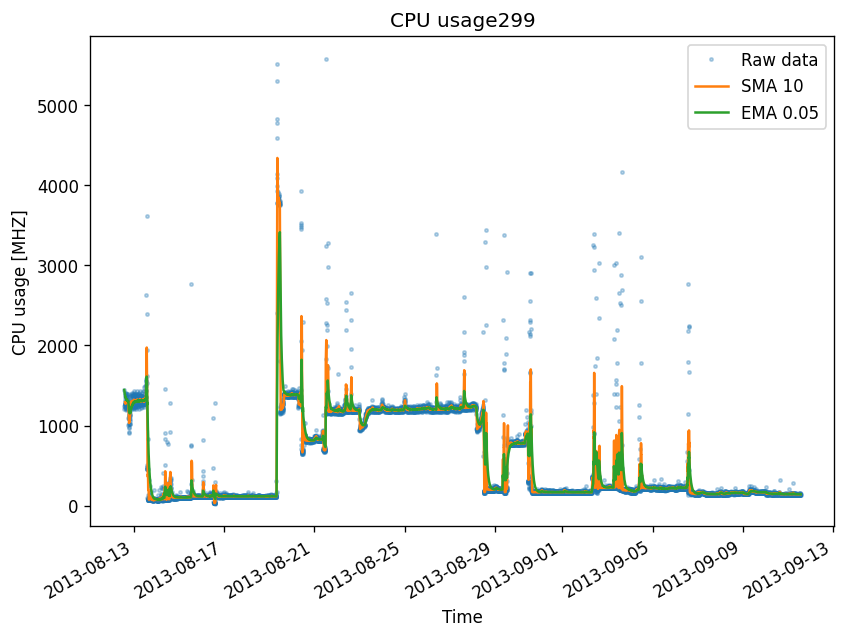 CPU usage299
Raw data
SMA 10
EMA 0.05
CPU usage [MHZ]
5000
4000
3000
2000
1000
0
2013-08-13
2013-08-17
2013-08-21
2013-08-25
2013-08-29
2013-09-01
2013-09-05
2013-09-09
2013-09-13
Time